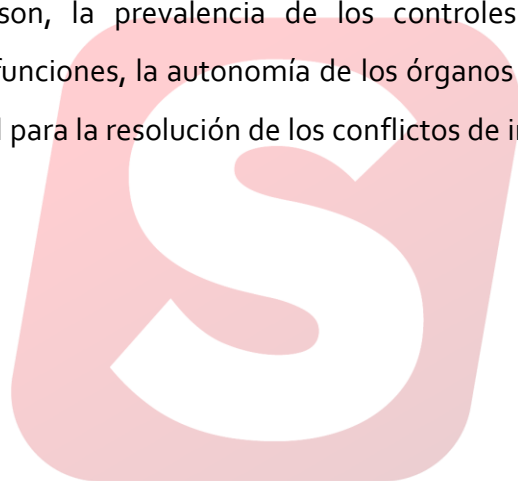 son, la prevalencia de los controles
funciones, la autonomía de los órganos
para la resolución de los conflictos de
S